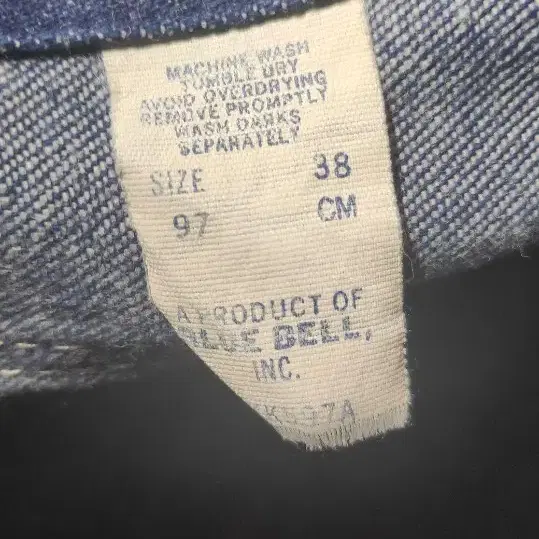 MACHINE WASH
TUMBLE DRY
AVOID OVERDRYING
REMOVE PROMPTLY
WASH DARKS
SEPARATELY
SIZE 38
97 CM
A PRODUCT OF
BLUE BELL,
INC.